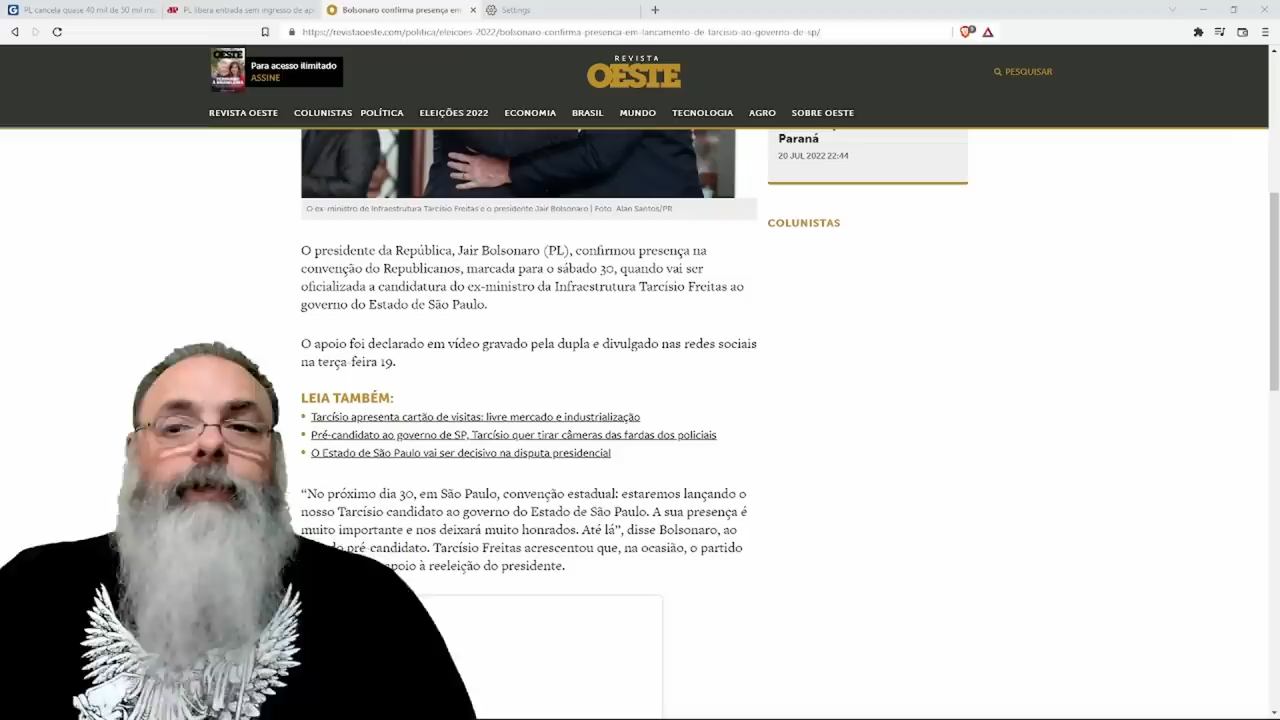 PL cancela quase 40 mil de 50 mil ins
PL libera entrada sem ingresso de ap
Bolsonaro confirma presença em
Settings
https://revistaoeste.com/politica/eleicoes-2022/bolsonaro-confirma-presenca-em-lancamento-de-tarcisio-ao-governo-de-sp/
OESTE
Para acesso ilimitado
ASSINE
REVISTA
OESTE
PESQUISAR
REVISTA OESTE COLUNISTAS POLÍTICA ELEIÇÕES 2022 ECONOMIA BRASIL MUNDO TECNOLOGIA AGRO SOBRE OESTE
Paraná
20 JUL 2022 22:44
O ex-ministro de Infraestrutura Tarcísio Freitas e o presidente Jair Bolsonaro | Foto: Alan Santos/PR
COLUNISTAS
O presidente da República, Jair Bolsonaro (PL), confirmou presença na
convenção do Republicanos, marcada para o sábado 30, quando vai ser
oficializada a candidatura do ex-ministro da Infraestrutura Tarcísio Freitas ao
governo do Estado de São Paulo.
O apoio foi declarado em vídeo gravado pela dupla e divulgado nas redes sociais
na terça-feira 19.
LEIA TAMBÉM:
Tarcísio apresenta cartão de visitas: livre mercado e industrialização
Pré-candidato ao governo de SP, Tarcísio quer tirar câmeras das fardas dos policiais
O Estado de São Paulo vai ser decisivo na disputa presidencial
“No próximo dia 30, em São Paulo, convenção estadual: estaremos lançando o
nosso Tarcísio candidato ao governo do Estado de São Paulo. A sua presença é
muito importante e nos deixará muito honrados. Até lá”, disse Bolsonaro, ao
pré-candidato. Tarcísio Freitas acrescentou que, na ocasião, o partido
apoio à reeleição do presidente.